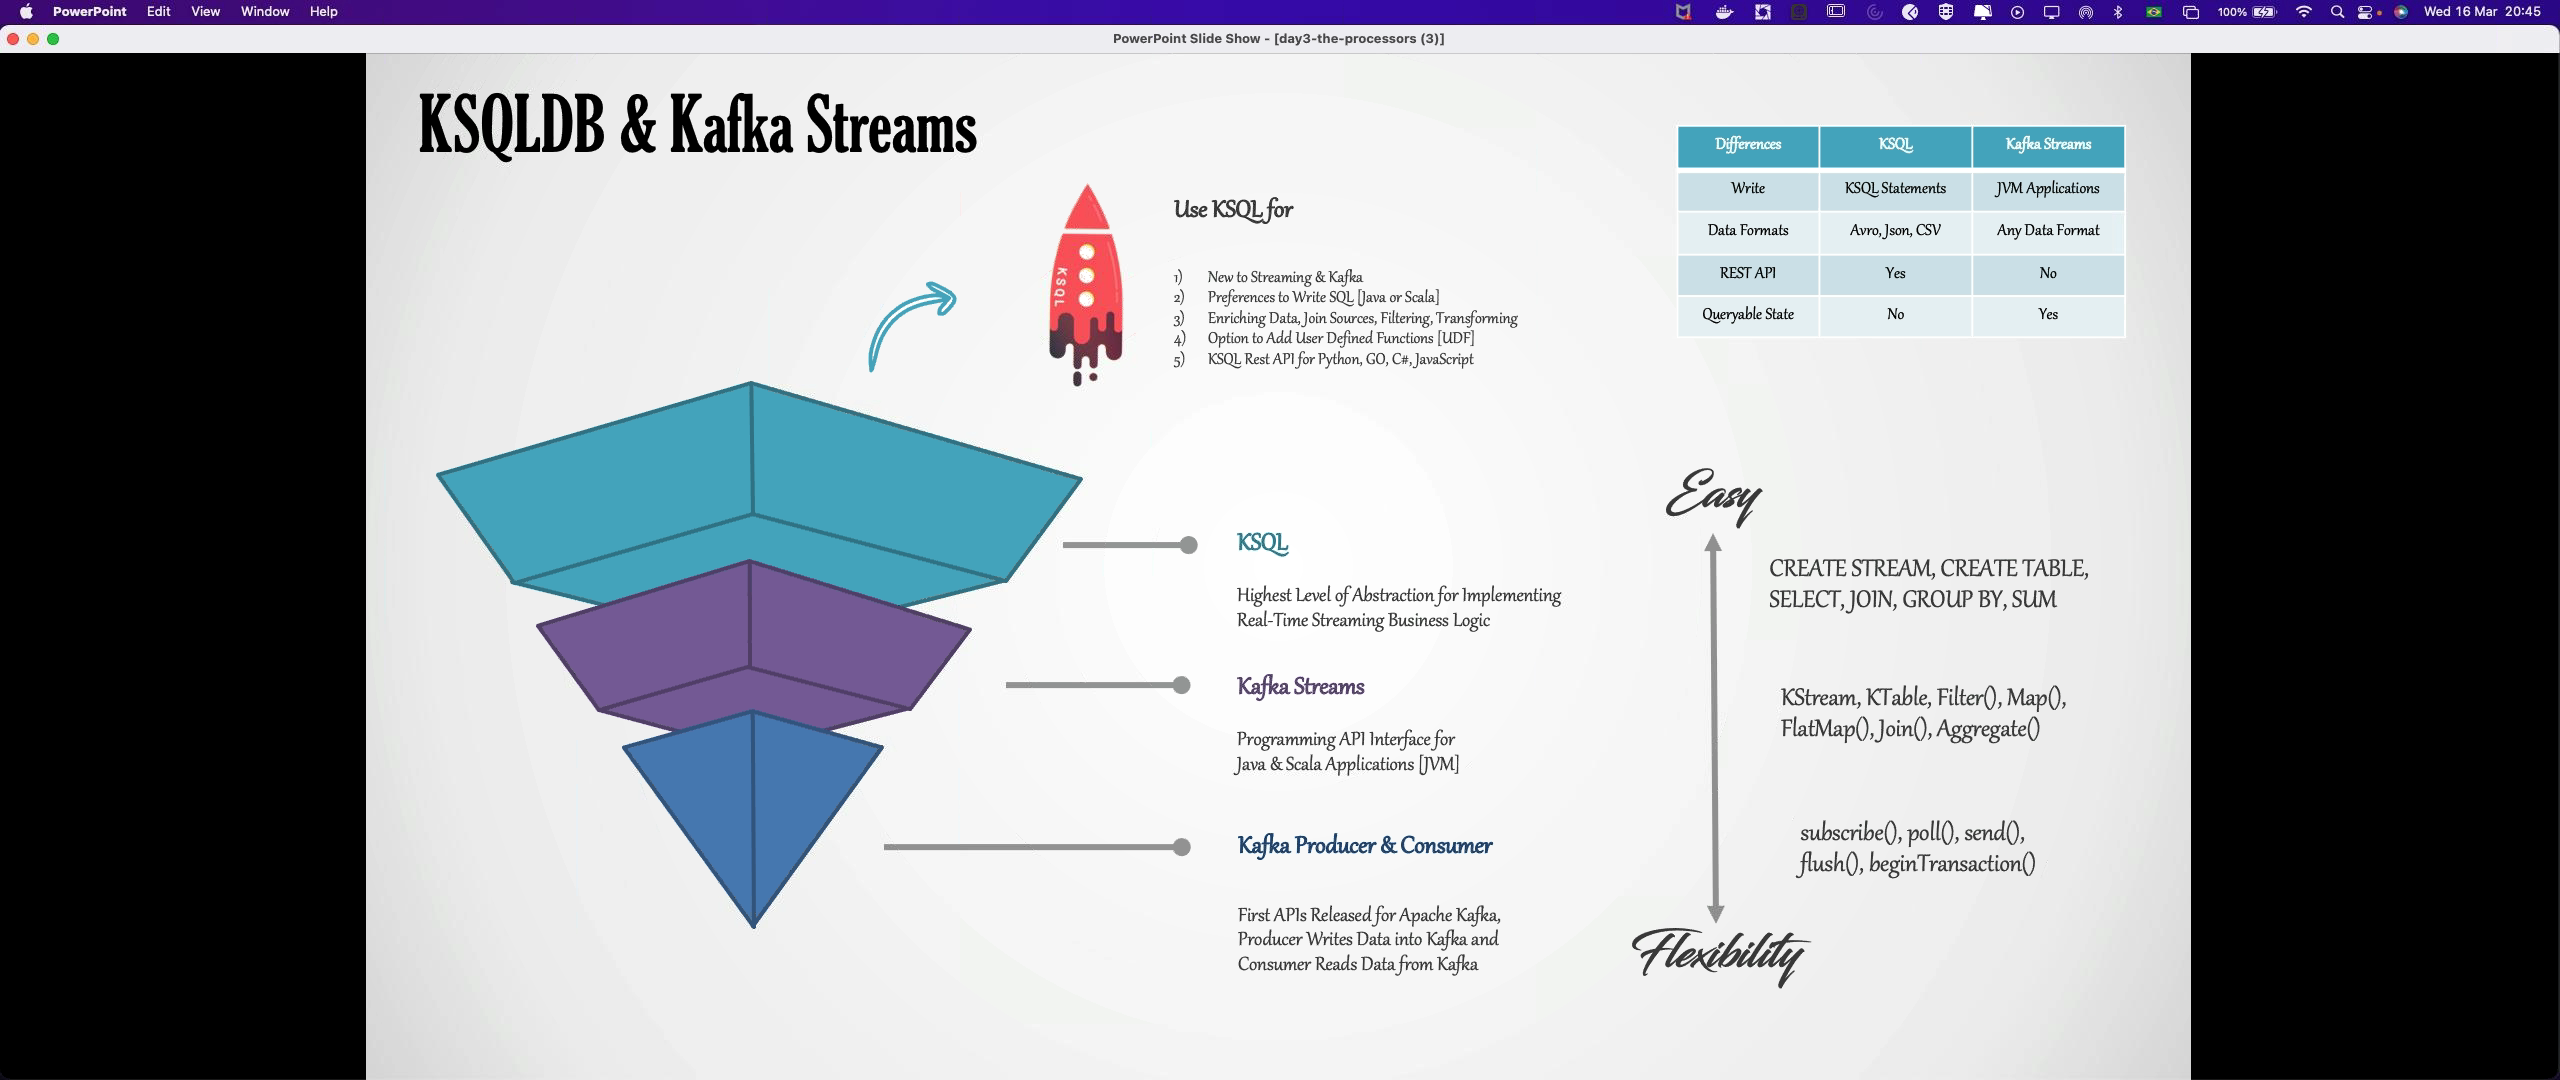 PowerPoint Edit View Window Help 100% Wed 16 Mar 20:45
PowerPoint Slide Show - [day3-the-processors (3)]
KSQLDB & Kafka Streams
KSQL
Use KSQL for
1) New to Streaming & Kafka
2) Preferences to Write SQL [Java or Scala]
3) Enriching Data, Join Sources, Filtering, Transforming
4) Option to Add User Defined Functions [UDF]
5) KSQL Rest API for Python, GO, C#, JavaScript
Differences KSQL Kafka Streams
Write KSQL Statements JVM Applications
Data Formats Avro, Json, CSV Any Data Format
REST API Yes No
Queryable State No Yes
KSQL
Highest Level of Abstraction for Implementing
Real-Time Streaming Business Logic
Kafka Streams
Programming API Interface for
Java & Scala Applications [JVM]
Kafka Producer & Consumer
First APIs Released for Apache Kafka,
Producer Writes Data into Kafka and
Consumer Reads Data from Kafka
Easy
CREATE STREAM, CREATE TABLE,
SELECT, JOIN, GROUP BY, SUM
KStream, KTable, Filter(), Map(),
FlatMap(), Join(), Aggregate()
subscribe(), poll(), send(),
flush(), beginTransaction()
Flexibility